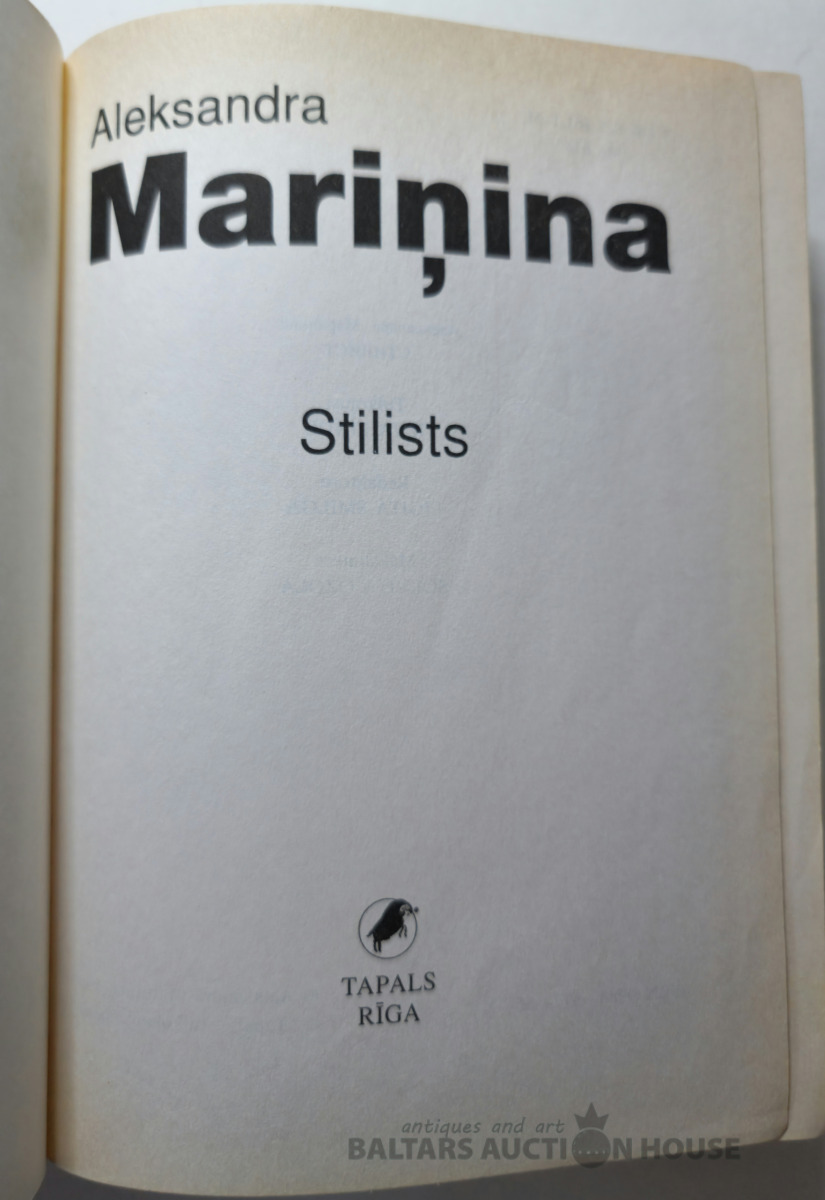 Aleksandra
Mariņina
Stilists
TAPALS
RĪGA
antiques and art
BALTARS AUCTION HOUSE